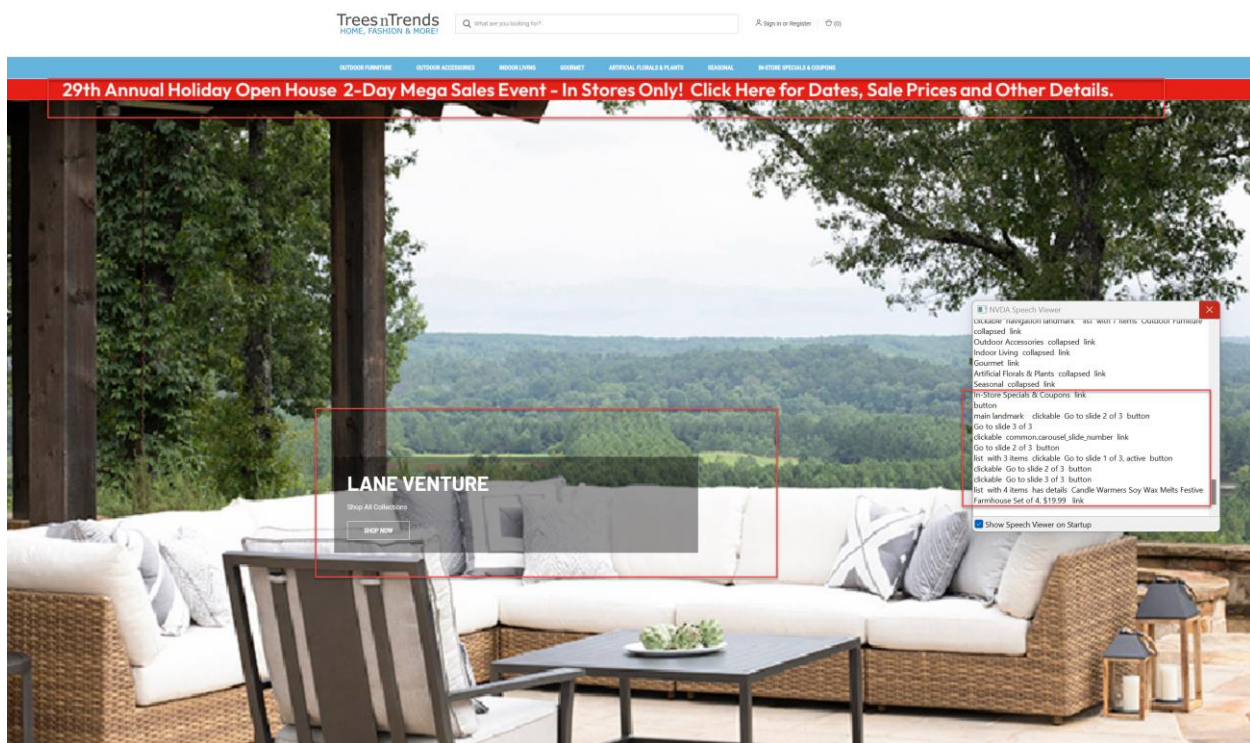 Trees nTrends
HOME, FASHION & MORE!
What are you looking for?
Sign in or Register
(0)
OUTDOOR FURNITURE OUTDOOR ACCESSORIES INDOOR LIVING GOURMET ARTIFICIAL FLORALS & PLANTS SEASONAL IN-STORE SPECIALS & COUPONS
29th Annual Holiday Open House 2-Day Mega Sales Event - In Stores Only! Click Here for Dates, Sale Prices and Other Details.
LANE VENTURE
Shop All Collections
SHOP NOW
NVDA Speech Viewer
clickable navigation landmark list with 7 items Outdoor Furniture
collapsed link
Outdoor Accessories collapsed link
Indoor Living collapsed link
Gourmet link
Artificial Florals & Plants collapsed link
Seasonal collapsed link
In-Store Specials & Coupons link
button
main landmark clickable Go to slide 2 of 3 button
Go to slide 3 of 3
clickable common.carousel_slide_number link
Go to slide 2 of 3 button
list with 3 items clickable Go to slide 1 of 3, active button
clickable Go to slide 2 of 3 button
clickable Go to slide 3 of 3 button
list with 4 items has details Candle Warmers Soy Wax Melts Festive
Farmhouse Set of 4, $19.99 link
Show Speech Viewer on Startup